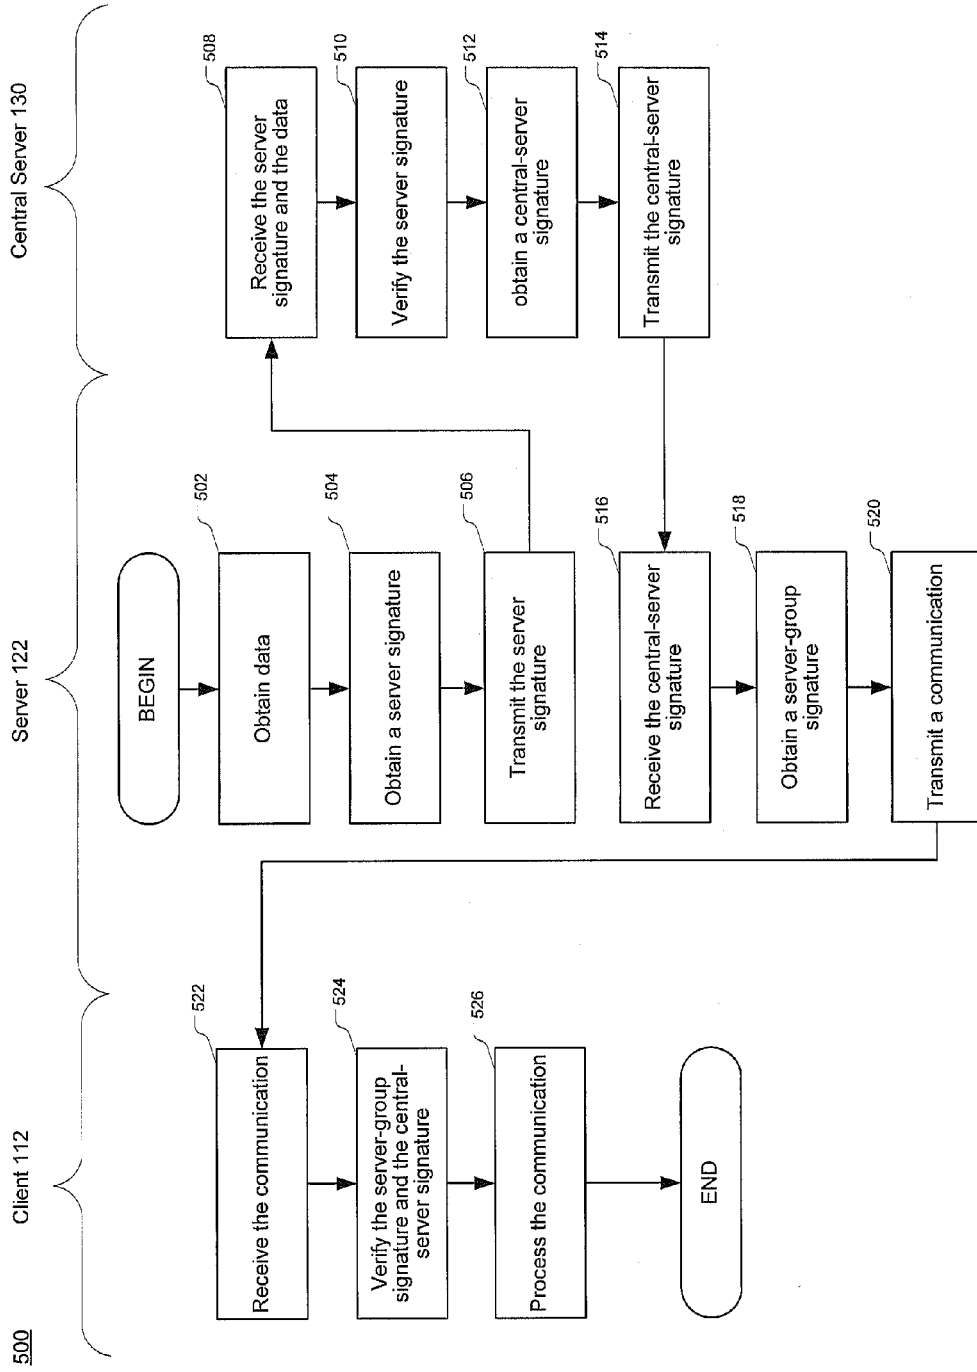 500
Client 112
Server 122
Central Server 130
BEGIN
502
Obtain data
504
Obtain a server signature
506
Transmit the server
signature
508
Receive the server
signature and the data
510
Verify the server signature
512
obtain a central-server
signature
514
Transmit the central-server
signature
516
Receive the central-server
signature
518
Obtain a server-group
signature
520
Transmit a communication
522
Receive the communication
524
Verify the server-group
signature and the central-
server signature
526
Process the communication
END